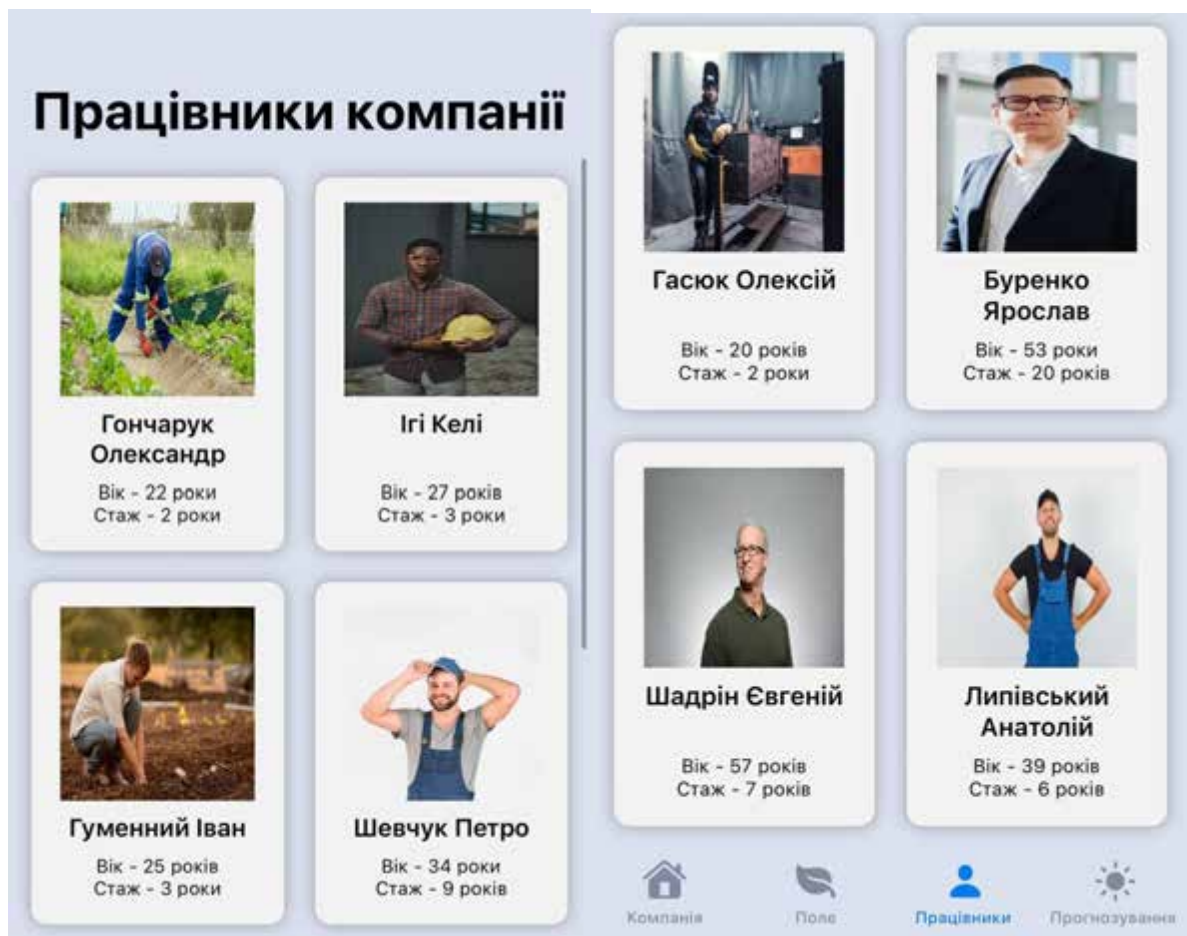 Працівники компанії
Гончарук
Олександр
Вік - 22 роки
Стаж - 2 роки
Ігі Келі
Вік - 27 років
Стаж - 3 роки
Гуменний Іван
Вік - 25 років
Стаж - 3 роки
Шевчук Петро
Вік - 34 роки
Стаж - 9 років
Гасюк Олексій
Вік - 20 років
Стаж - 2 роки
Буренко
Ярослав
Вік - 53 роки
Стаж - 20 років
Шадрін Євгеній
Вік - 57 років
Стаж - 7 років
Липівський
Анатолій
Вік - 39 років
Стаж - 6 років
Компанія
Поле
Працівники
Прогнозування